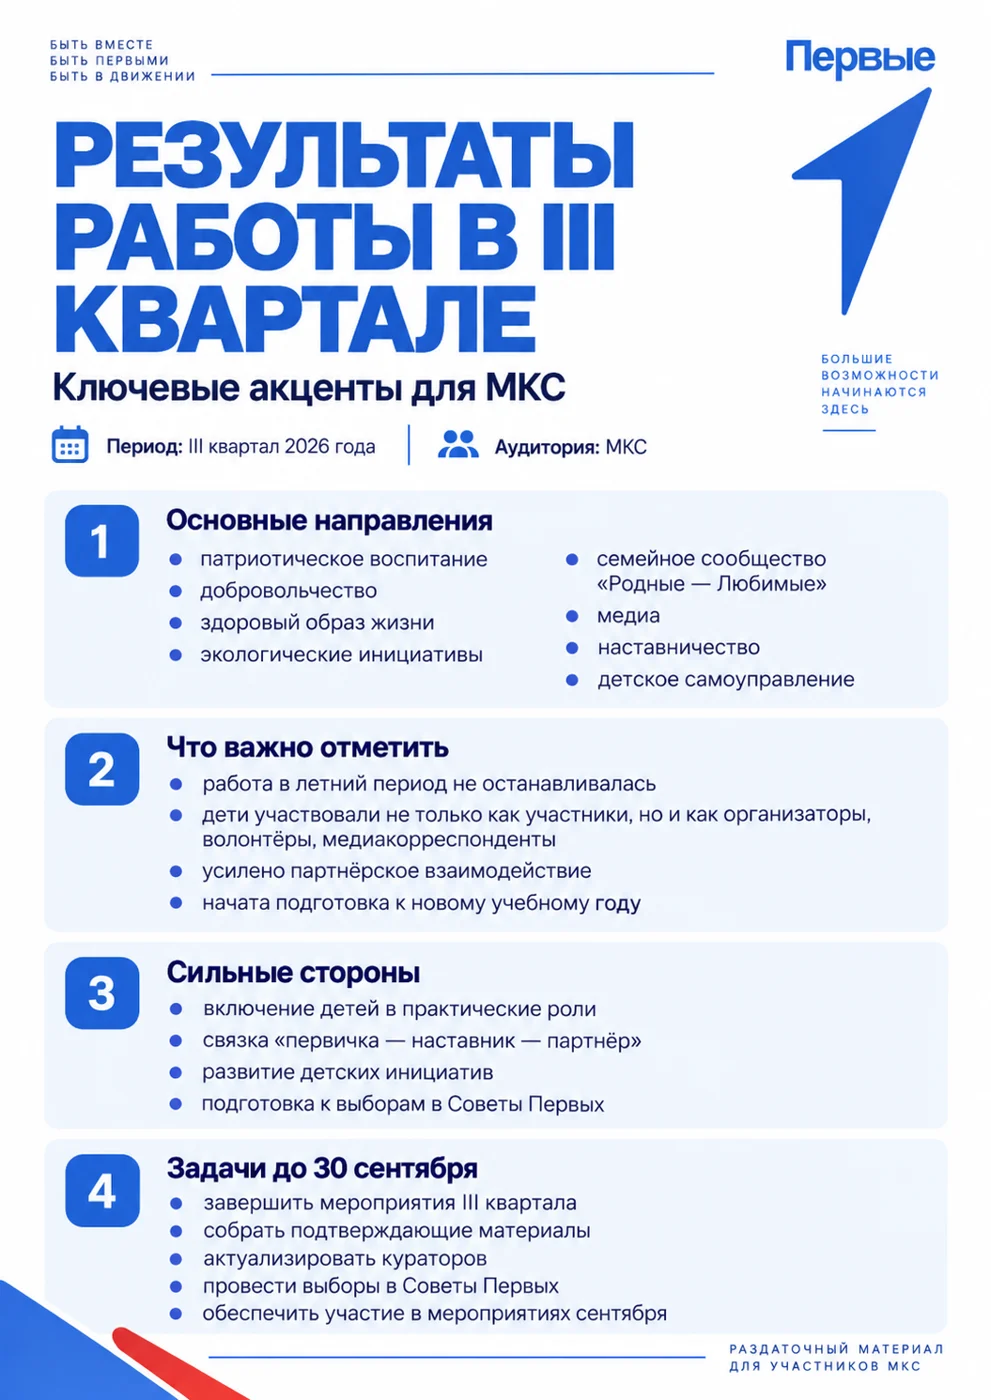 БЫТЬ ВМЕСТЕ
БЫТЬ ПЕРВЫМИ
БЫТЬ В ДВИЖЕНИИ
Первые
РЕЗУЛЬТАТЫ
РАБОТЫ В III
КВАРТАЛЕ
Ключевые акценты для МКС
БОЛЬШИЕ
ВОЗМОЖНОСТИ
НАЧИНАЮТСЯ
ЗДЕСЬ
Период: III квартал 2026 года
Аудитория: МКС
1
Основные направления
патриотическое воспитание
добровольчество
здоровый образ жизни
экологические инициативы
семейное сообщество
«Родные — Любимые»
медиа
наставничество
детское самоуправление
2
Что важно отметить
работа в летний период не останавливалась
дети участвовали не только как участники, но и как организаторы,
волонтёры, медиакорреспонденты
усилено партнёрское взаимодействие
начата подготовка к новому учебному году
3
Сильные стороны
включение детей в практические роли
связка «первичка — наставник — партнёр»
развитие детских инициатив
подготовка к выборам в Советы Первых
4
Задачи до 30 сентября
завершить мероприятия III квартала
собрать подтверждающие материалы
актуализировать кураторов
провести выборы в Советы Первых
обеспечить участие в мероприятиях сентября
РАЗДАТОЧНЫЙ МАТЕРИАЛ
ДЛЯ УЧАСТНИКОВ МКС